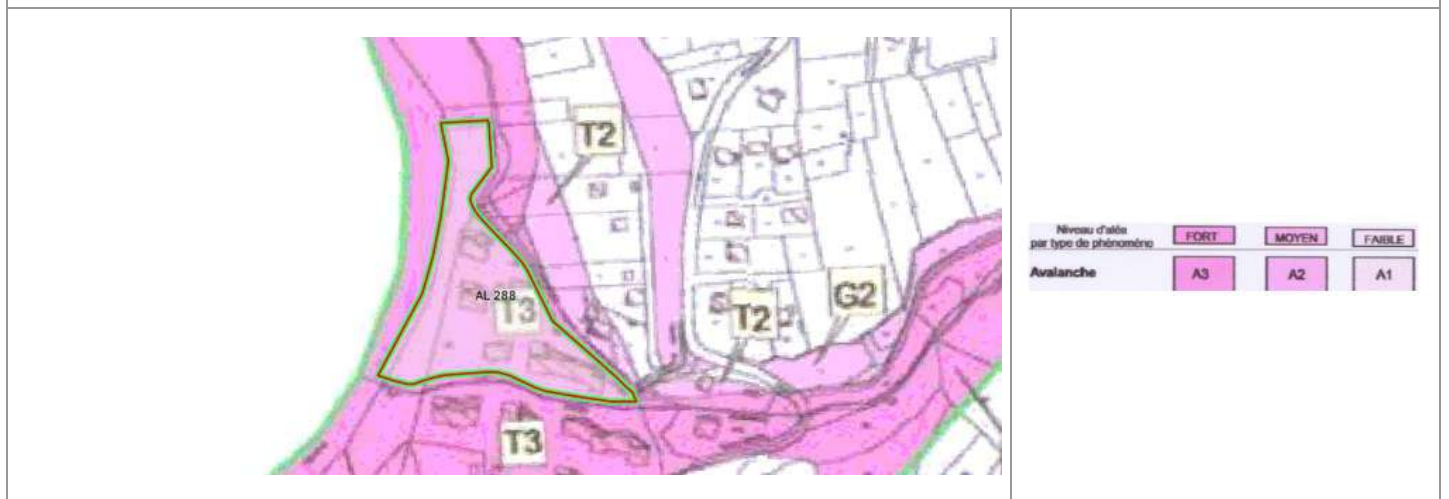 T2
AL 288
T3
T2
G2
T3
Niveau d'aléa
par type de phénomène
FORT
MOYEN
FAIBLE
Avalanche
A3
A2
A1